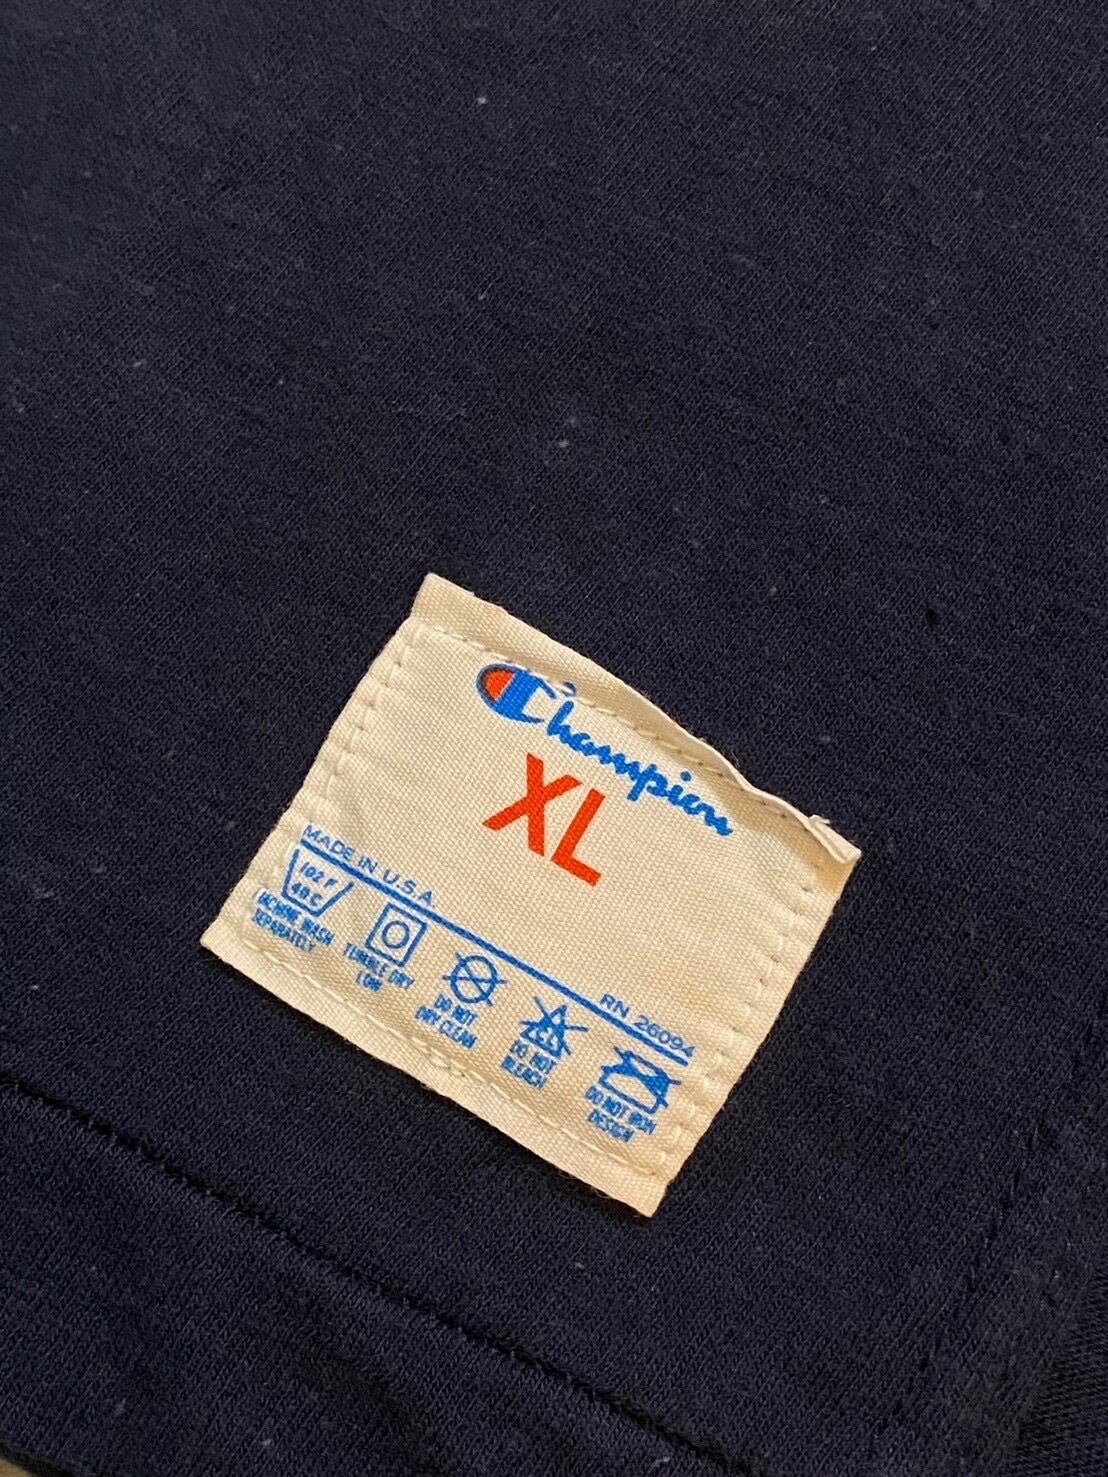 Champion
XL
MADE IN U.S.A.
RN 26094
102 F
40 C
MACHINE WASH
SEPARATELY
TUMBLE DRY
LOW
DO NOT
DRY CLEAN
CL
DO NOT
BLEACH
DO NOT IRON
DESIGN